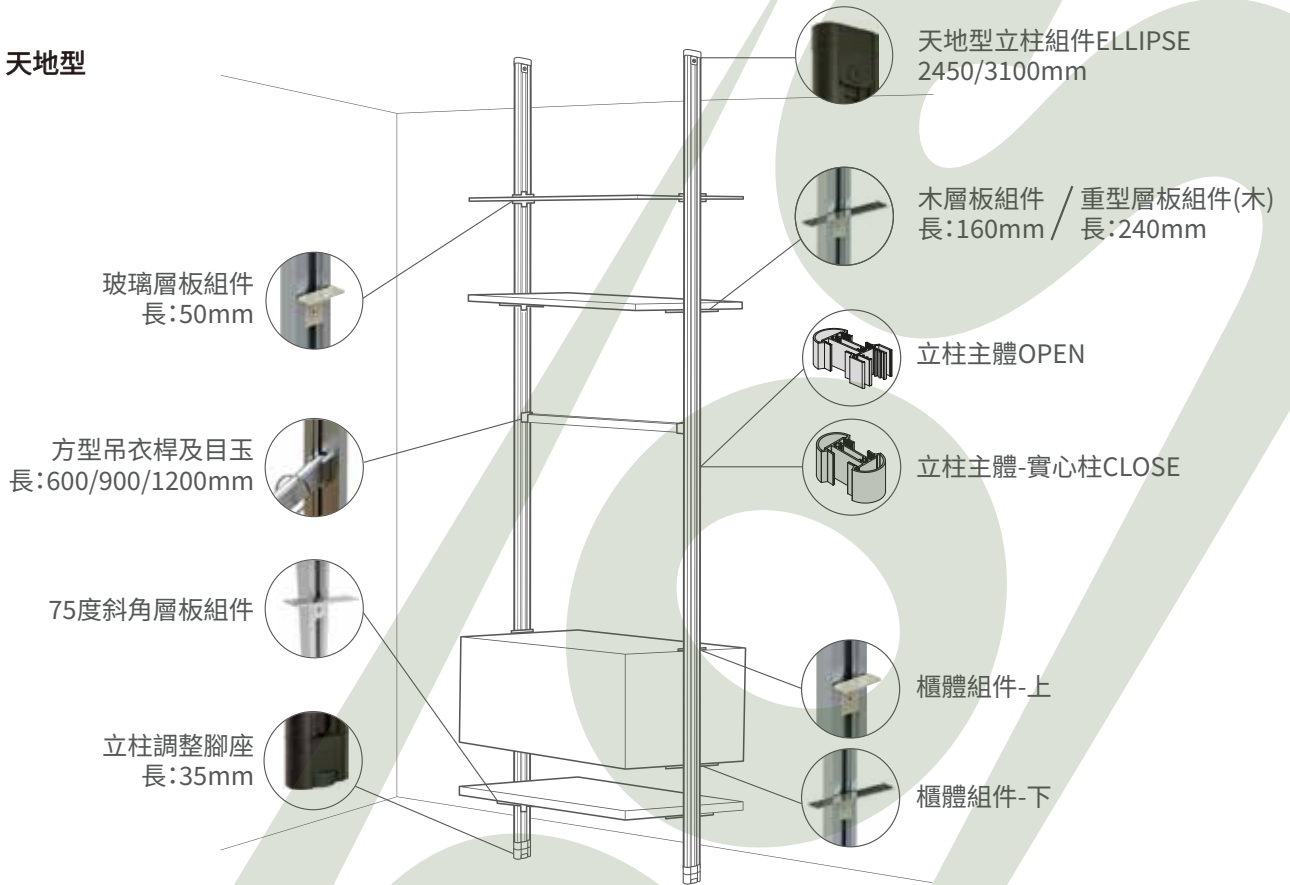 天地型
天地型立柱組件ELLIPSE
2450/3100mm
木層板組件 / 重型層板組件(木)
長:160mm / 長:240mm
玻璃層板組件
長:50mm
立柱主體OPEN
方型吊衣桿及目玉
長:600/900/1200mm
立柱主體-實心柱CLOSE
75度斜角層板組件
櫃體組件-上
立柱調整腳座
長:35mm
櫃體組件-下